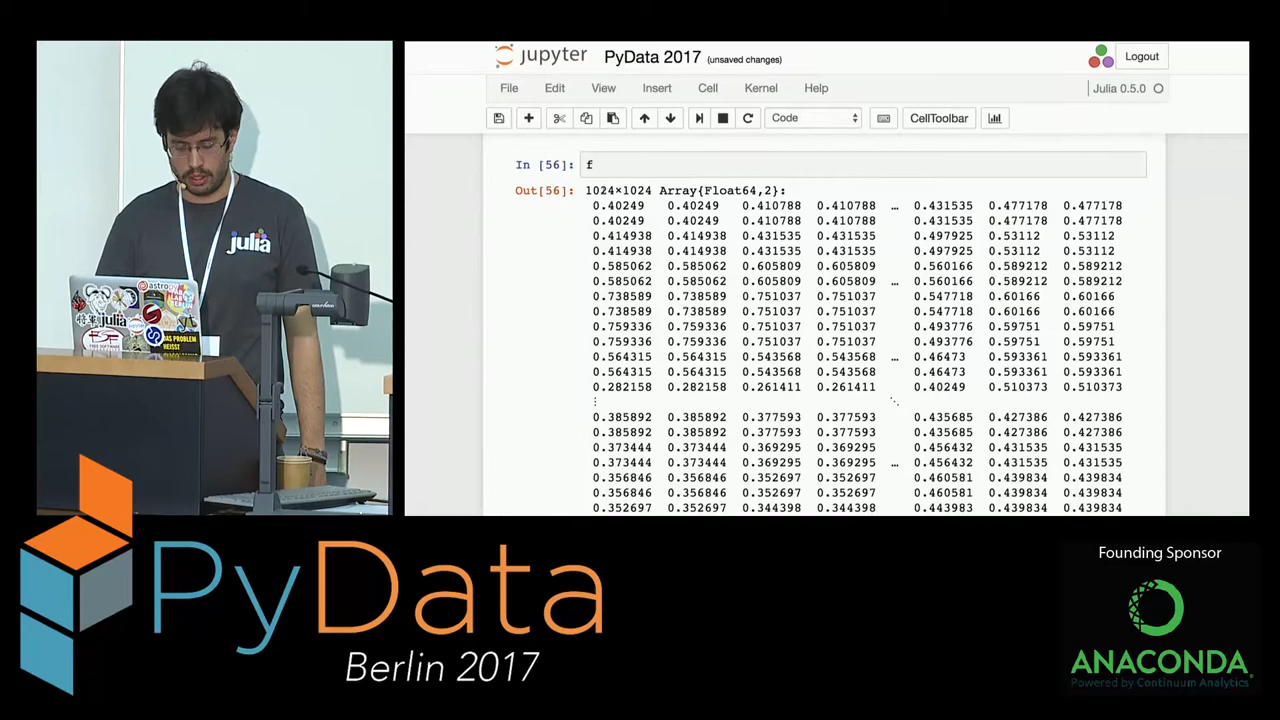 jupyter PyData 2017 (unsaved changes) Logout
File Edit View Insert Cell Kernel Help Julia 0.5.0
Code CellToolbar
In [56]: f
Out[56]: 1024×1024 Array{Float64,2}:
0.40249 0.40249 0.410788 0.410788 … 0.431535 0.477178 0.477178
0.40249 0.40249 0.410788 0.410788 0.431535 0.477178 0.477178
0.414938 0.414938 0.431535 0.431535 0.497925 0.53112 0.53112
0.414938 0.414938 0.431535 0.431535 0.497925 0.53112 0.53112
0.585062 0.585062 0.605809 0.605809 0.560166 0.589212 0.589212
0.585062 0.585062 0.605809 0.605809 … 0.560166 0.589212 0.589212
0.738589 0.738589 0.751037 0.751037 0.547718 0.60166 0.60166
0.738589 0.738589 0.751037 0.751037 0.547718 0.60166 0.60166
0.759336 0.759336 0.751037 0.751037 0.493776 0.59751 0.59751
0.759336 0.759336 0.751037 0.751037 0.493776 0.59751 0.59751
0.564315 0.564315 0.543568 0.543568 … 0.46473 0.593361 0.593361
0.564315 0.564315 0.543568 0.543568 0.46473 0.593361 0.593361
0.282158 0.282158 0.261411 0.261411 0.40249 0.510373 0.510373
⋮ ⋱
0.385892 0.385892 0.377593 0.377593 0.435685 0.427386 0.427386
0.385892 0.385892 0.377593 0.377593 0.435685 0.427386 0.427386
0.373444 0.373444 0.369295 0.369295 0.456432 0.431535 0.431535
0.373444 0.373444 0.369295 0.369295 … 0.456432 0.431535 0.431535
0.356846 0.356846 0.352697 0.352697 0.460581 0.439834 0.439834
0.356846 0.356846 0.352697 0.352697 0.460581 0.439834 0.439834
0.352697 0.352697 0.344398 0.344398 0.443983 0.439834 0.439834
julia
astropy
julia
jupyter
FSF
FREE SOFTWARE
DAS PROBLEM
HEISST
PyData
Berlin 2017
Founding Sponsor
ANACONDA
Powered by Continuum Analytics